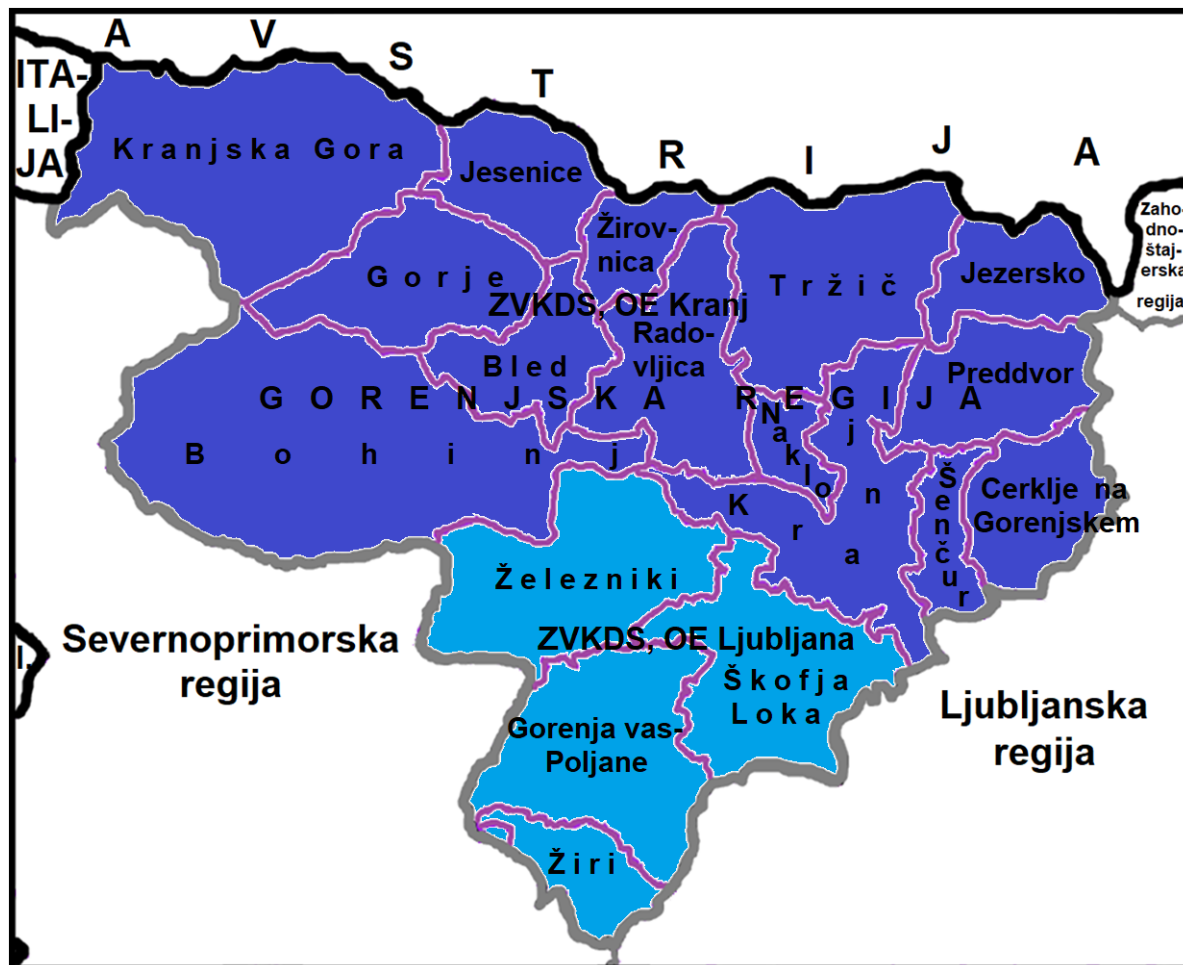 A V S T R I J A
ITA-
LI-
JA
Kranjska Gora
Jesenice
Žirov-
nica
Gorje
Tržič
Jezersko
Zaho-
dno-
štaj-
erska
regija
ZVKDS, OE Kranj
Rado-
vljica
Bled
Preddvor
GORENJSKA REGIJA
Bohinj
Naklo
Kranj
Šenčur
Cerklje na
Gorenjskem
Železniki
ZVKDS, OE Ljubljana
Severnoprimorska
regija
I.
Škofja
Loka
Ljubljanska
regija
Gorenja vas-
Poljane
Žiri